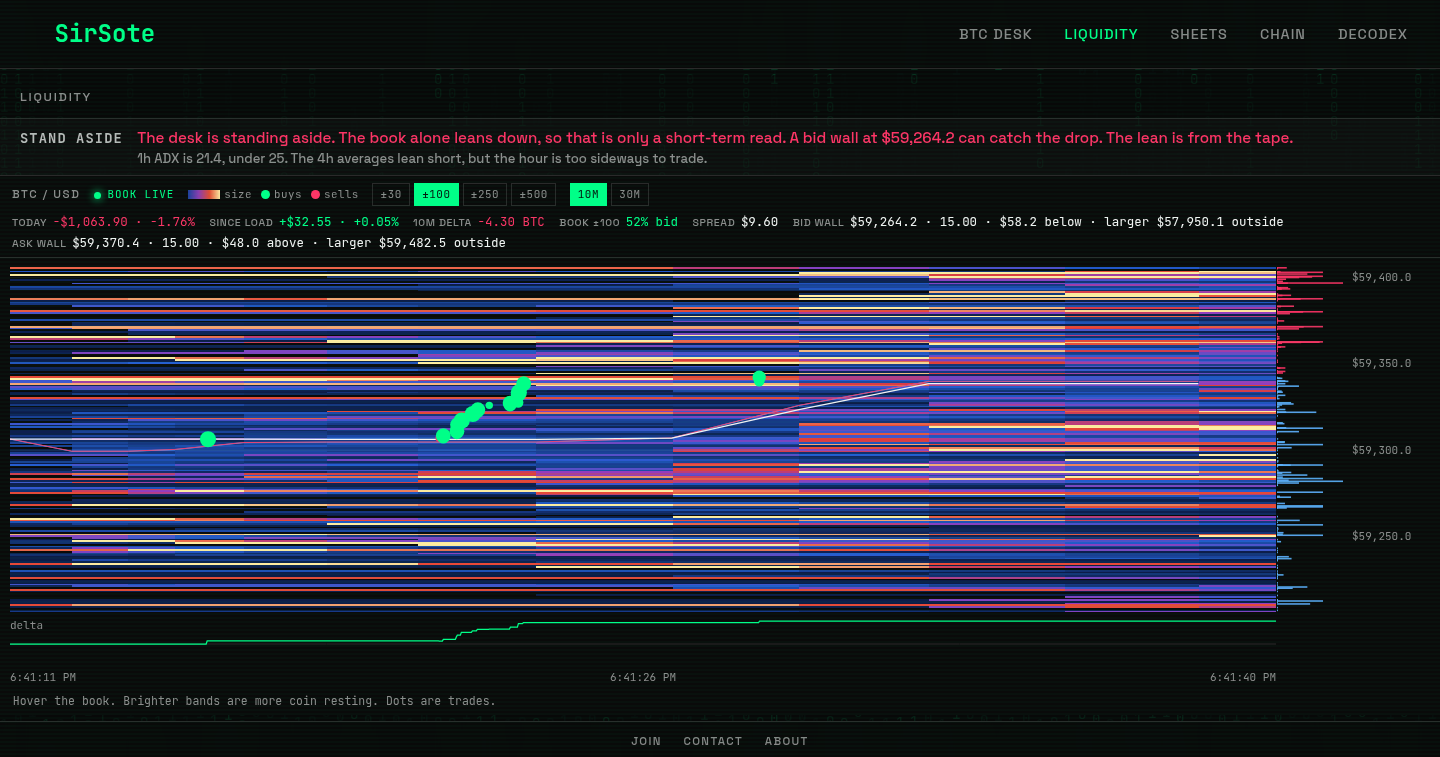 SirSote
BTC DESK LIQUIDITY SHEETS CHAIN DECODEX
LIQUIDITY
STAND ASIDE The desk is standing aside. The book alone leans down, so that is only a short-term read. A bid wall at $59,264.2 can catch the drop. The lean is from the tape.
1h ADX is 21.4, under 25. The 4h averages lean short, but the hour is too sideways to trade.
BTC / USD BOOK LIVE size buys sells ±30 ±100 ±250 ±500 10M 30M
TODAY -$1,063.90 · -1.76% SINCE LOAD +$32.55 · +0.05% 10M DELTA -4.30 BTC BOOK ±100 52% bid SPREAD $9.60 BID WALL $59,264.2 · 15.00 · $58.2 below · larger $57,950.1 outside
ASK WALL $59,370.4 · 15.00 · $48.0 above · larger $59,482.5 outside
$59,400.0
$59,350.0
$59,300.0
$59,250.0
delta
6:41:11 PM 6:41:26 PM 6:41:40 PM
Hover the book. Brighter bands are more coin resting. Dots are trades.
JOIN CONTACT ABOUT